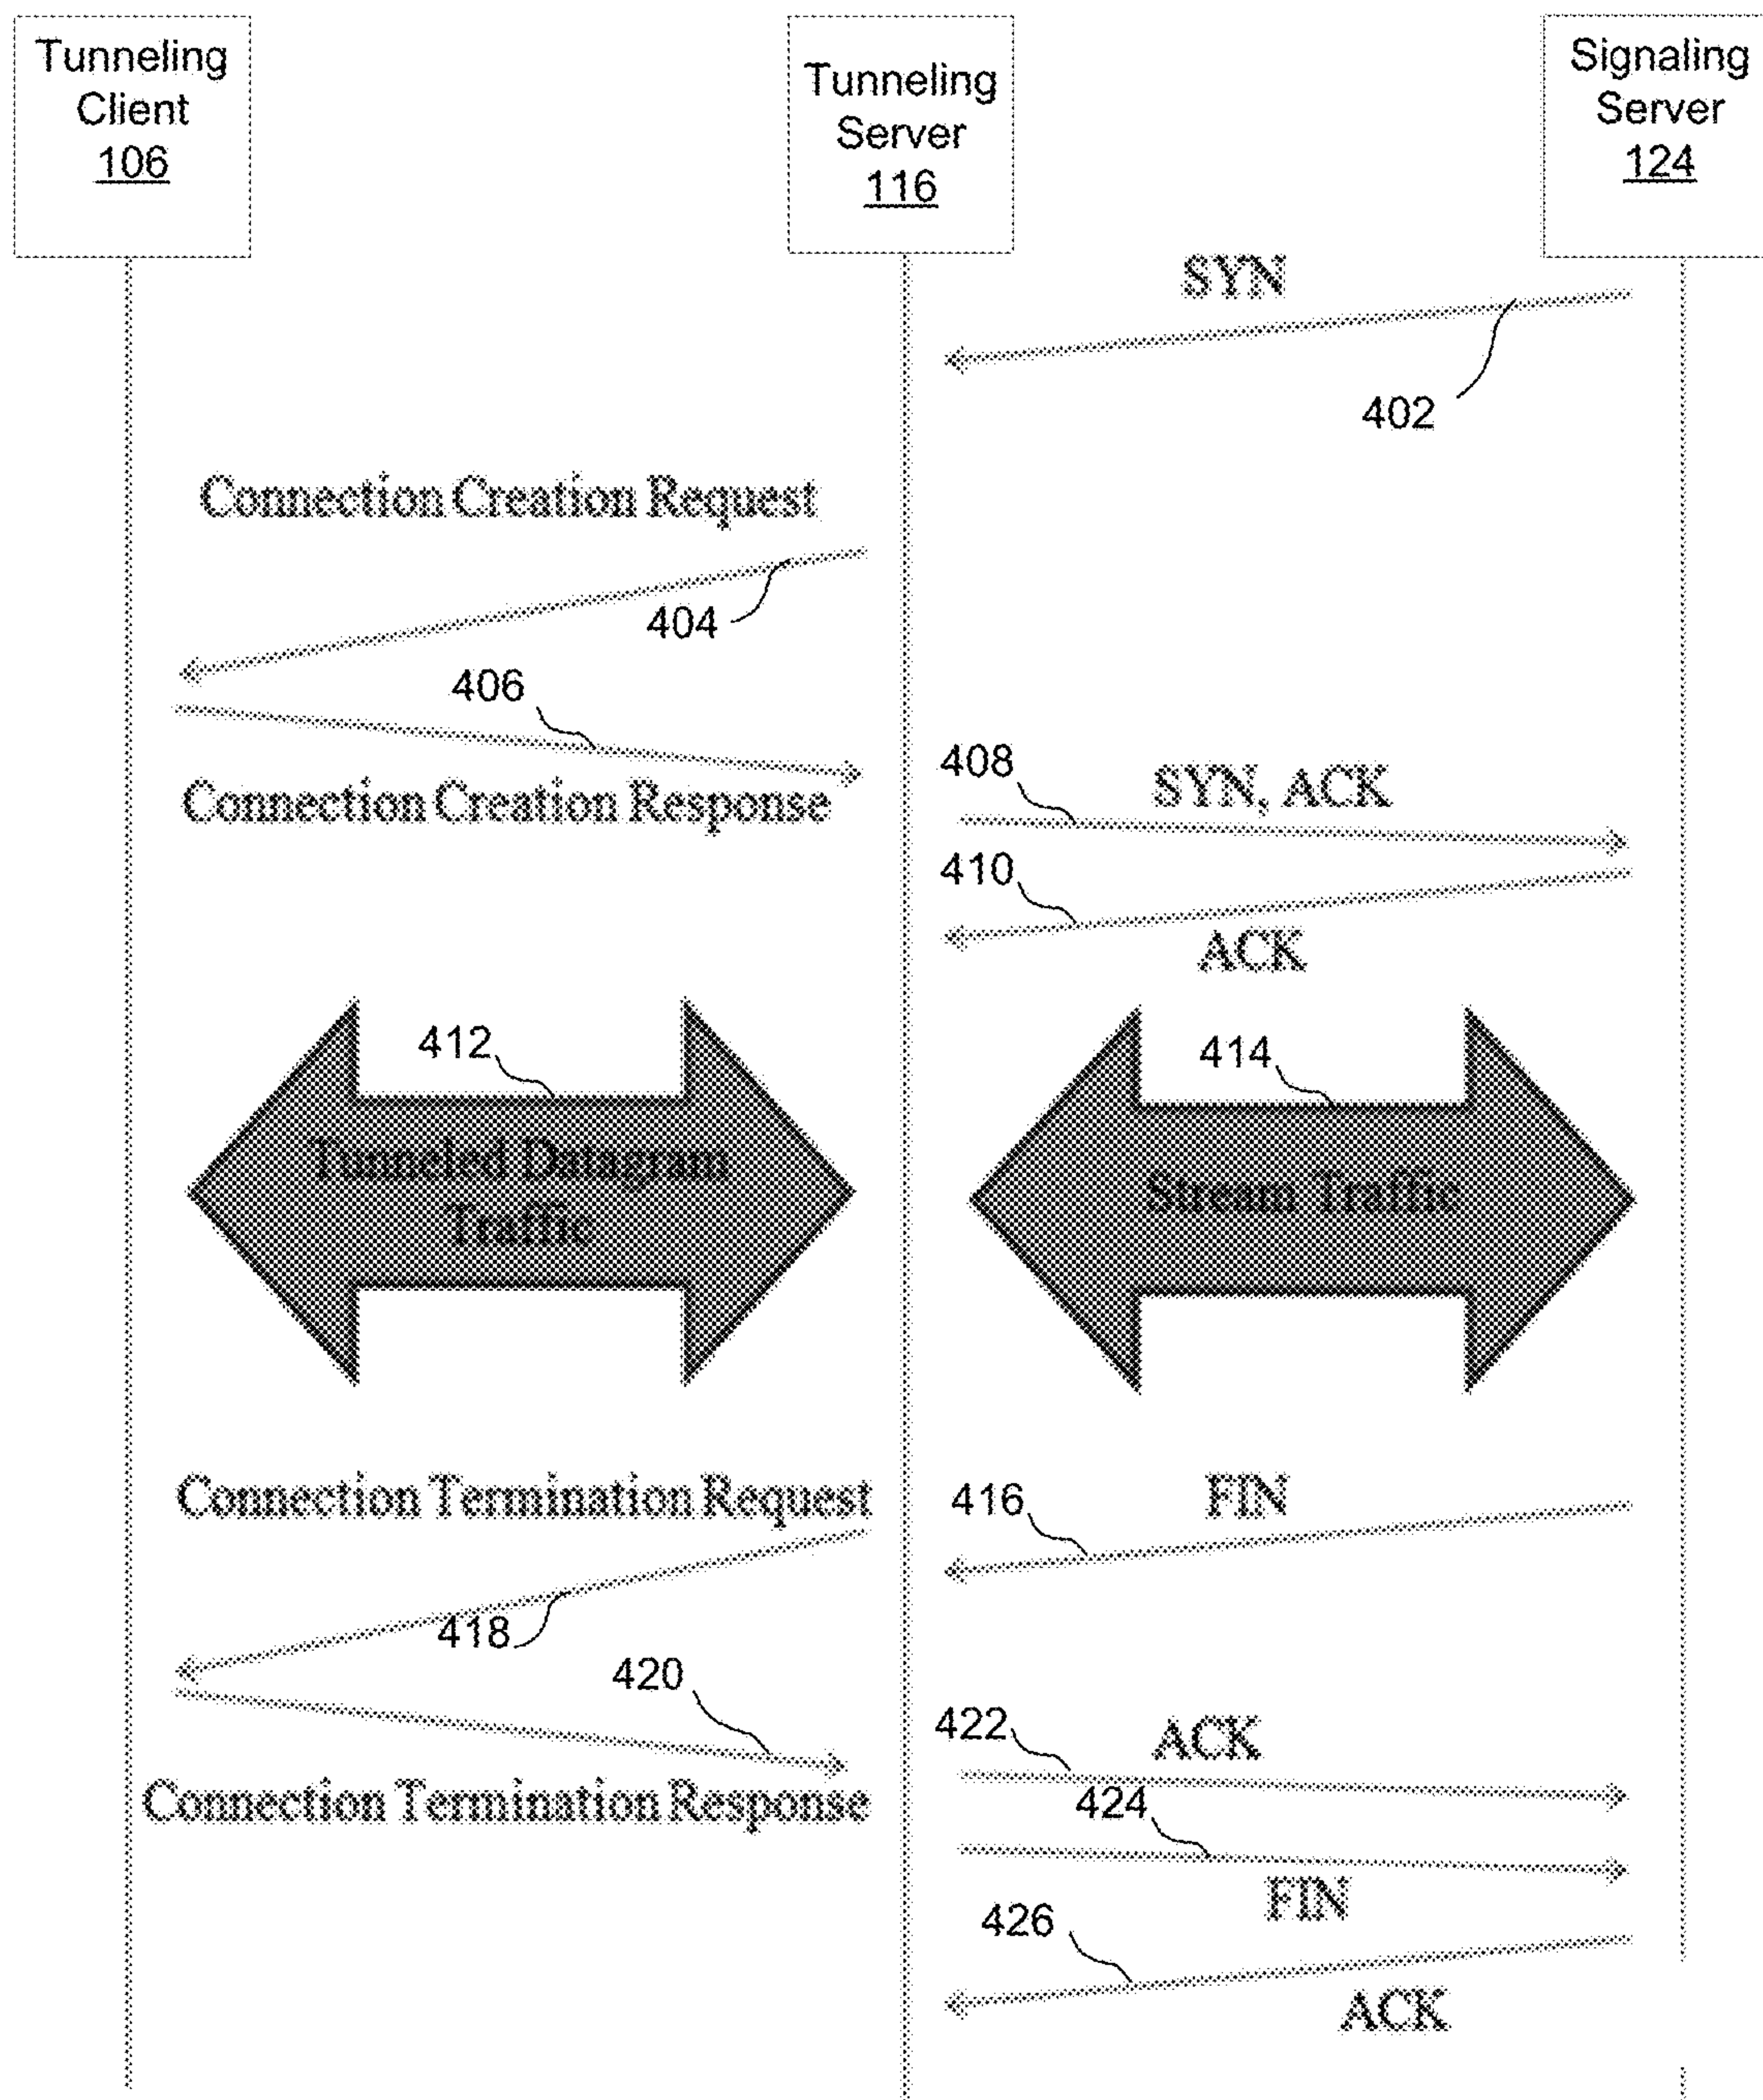 Tunneling
Client
106
Tunneling
Server
116
Signaling
Server
124
SYN
402
Connection Creation Request
404
406
Connection Creation Response
408
SYN, ACK
410
ACK
412
Tunneled Datagram
Traffic
414
Stream Traffic
Connection Termination Request
416
FIN
418
420
Connection Termination Response
422
ACK
424
FIN
426
ACK